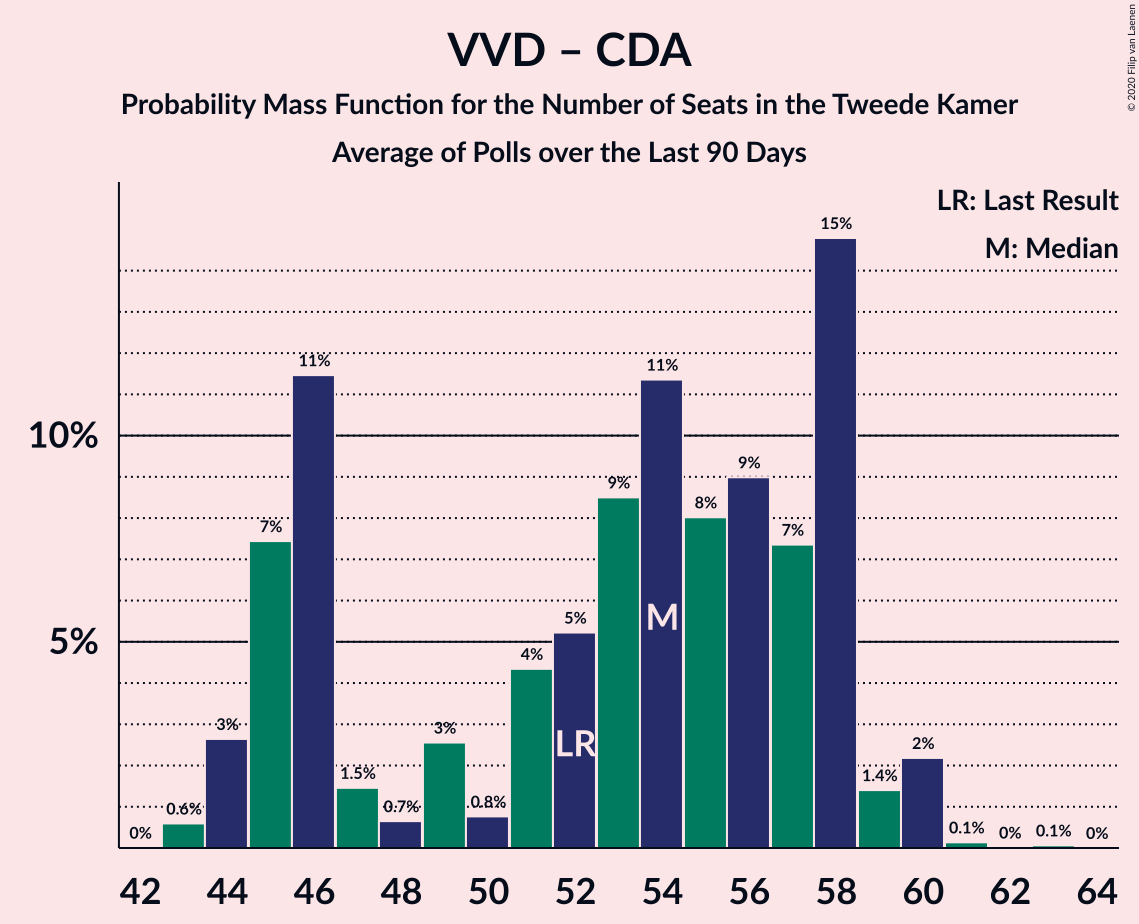 VVD – CDA
Probability Mass Function for the Number of Seats in the Tweede Kamer
Average of Polls over the Last 90 Days
© 2020 Filip van Laenen
LR: Last Result
M: Median
10%
5%
0%
0.6%
3%
7%
11%
1.5%
0.7%
3%
0.8%
4%
5%
9%
11%
8%
9%
7%
15%
1.4%
2%
0.1%
0%
0.1%
0%
LR
M
42 44 46 48 50 52 54 56 58 60 62 64